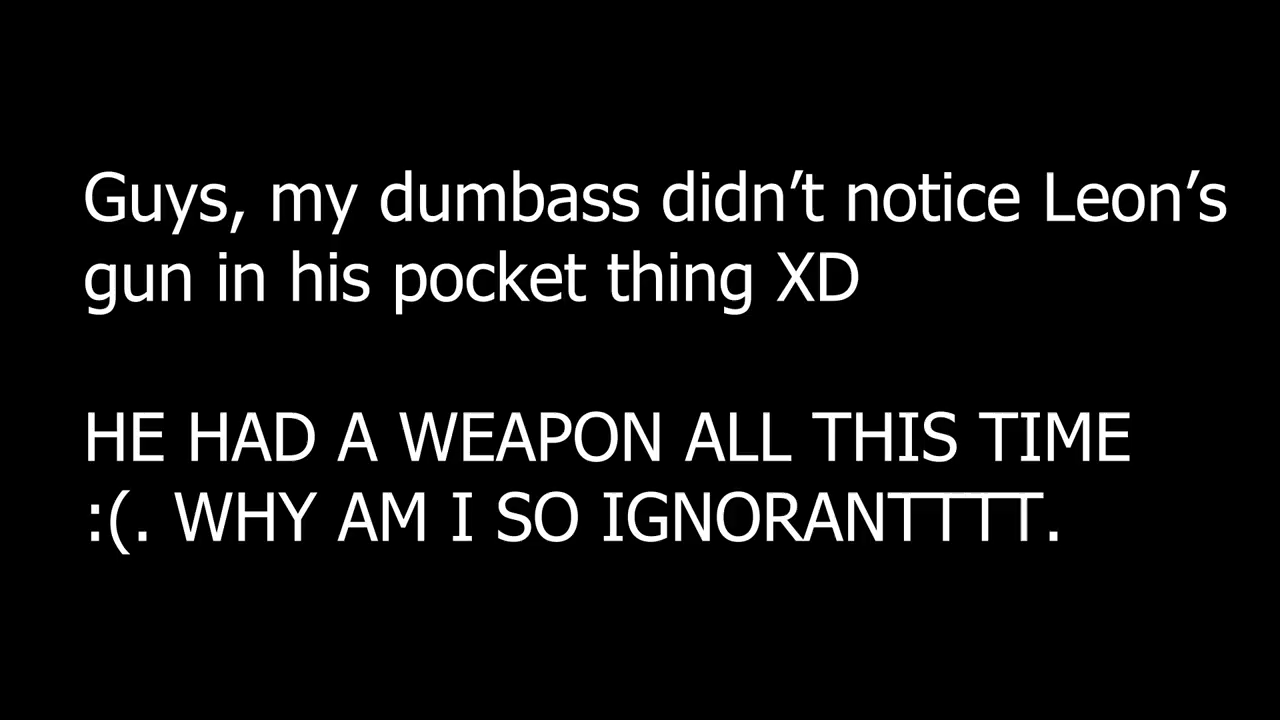 Guys, my dumbass didn’t notice Leon’s
gun in his pocket thing XD
HE HAD A WEAPON ALL THIS TIME
:(. WHY AM I SO IGNORANTTTT.